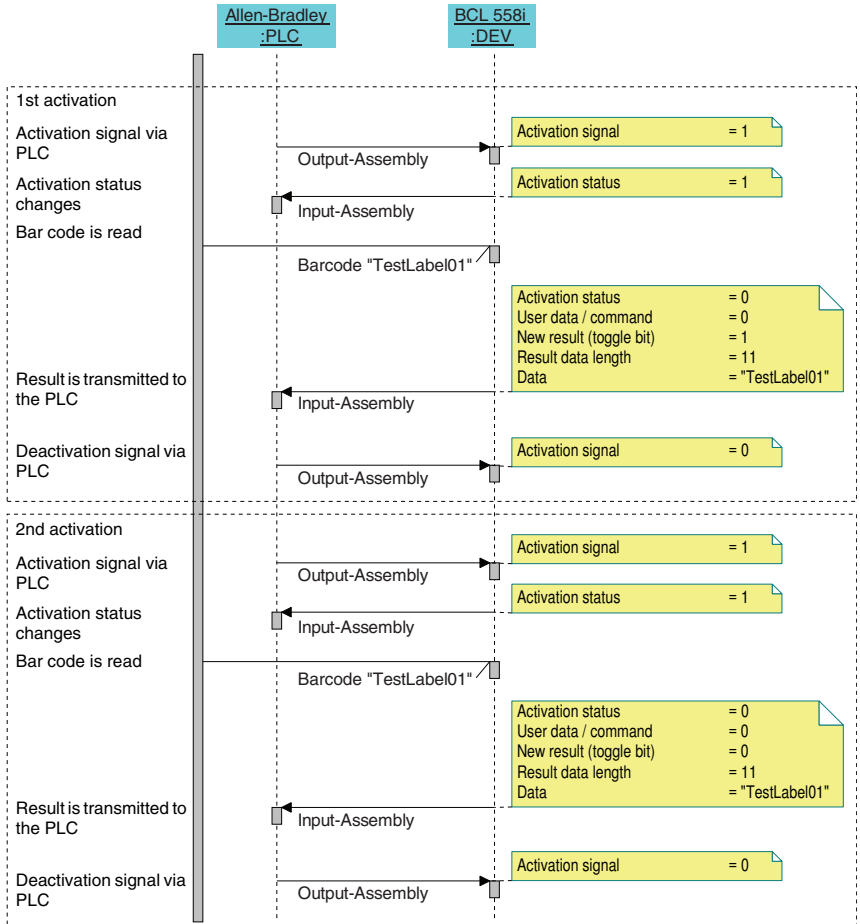 Allen-Bradley
:PLC
BCL 558i
:DEV
1st activation
Activation signal via
PLC
Output-Assembly
Activation signal = 1
Activation status
changes
Input-Assembly
Activation status = 1
Bar code is read
Barcode "TestLabel01"
Activation status = 0
User data / command = 0
New result (toggle bit) = 1
Result data length = 11
Data = "TestLabel01"
Result is transmitted to
the PLC
Input-Assembly
Deactivation signal via
PLC
Output-Assembly
Activation signal = 0
2nd activation
Activation signal via
PLC
Output-Assembly
Activation signal = 1
Activation status
changes
Input-Assembly
Activation status = 1
Bar code is read
Barcode "TestLabel01"
Activation status = 0
User data / command = 0
New result (toggle bit) = 0
Result data length = 11
Data = "TestLabel01"
Result is transmitted to
the PLC
Input-Assembly
Deactivation signal via
PLC
Output-Assembly
Activation signal = 0